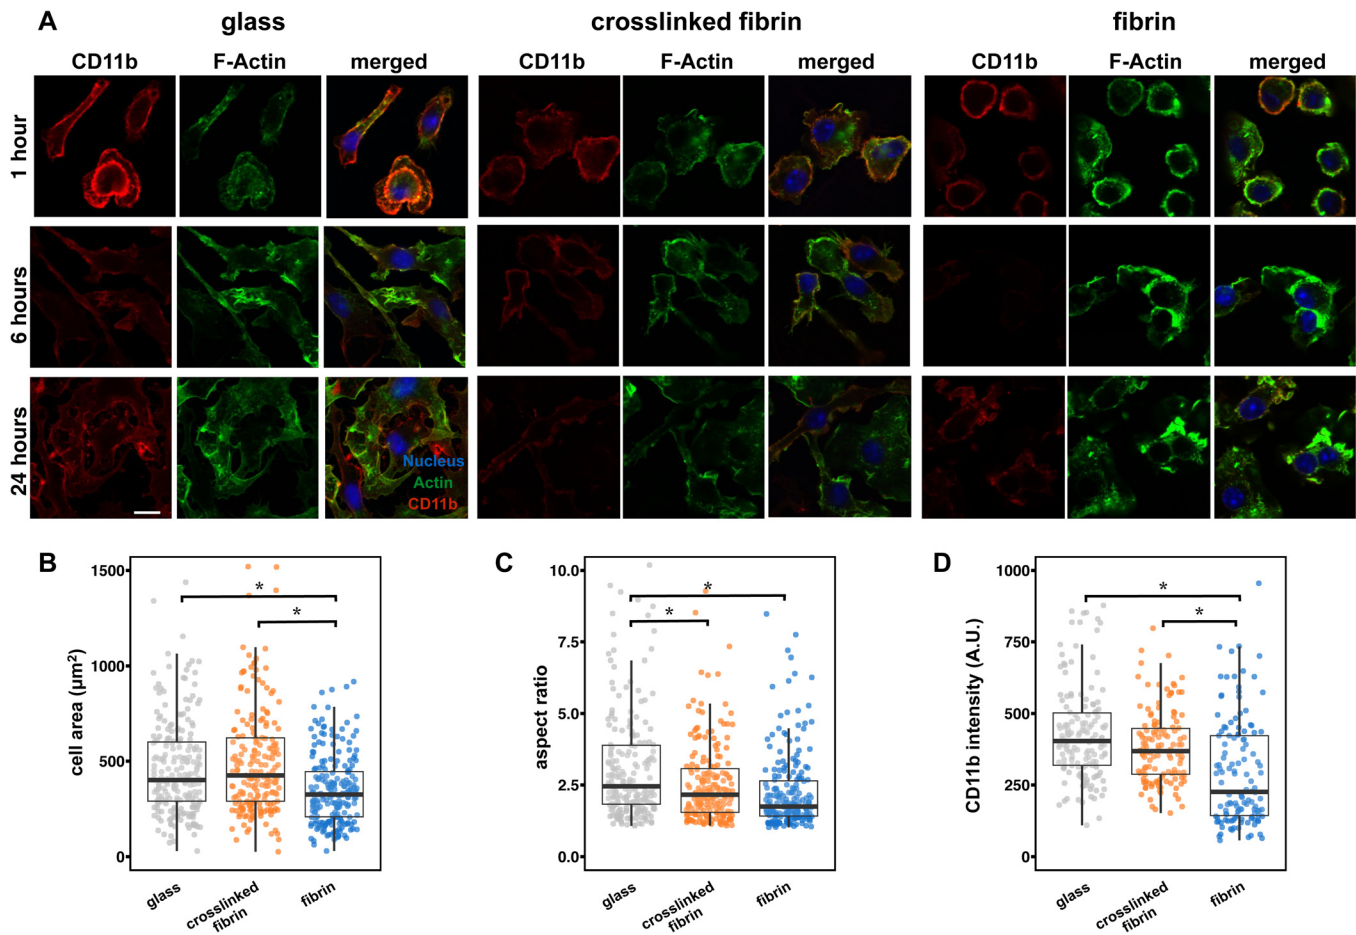 A
glass
crosslinked fibrin
fibrin
CD11b F-Actin merged CD11b F-Actin merged CD11b F-Actin merged
1 hour
6 hours
24 hours
Nucleus
Actin
CD11b
B
cell area (µm²)
1500
1000
500
0
*
*
glass
crosslinked
fibrin
fibrin
C
aspect ratio
10.0
7.5
5.0
2.5
0.0
*
*
glass
crosslinked
fibrin
fibrin
D
CD11b intensity (A.U.)
1000
750
500
250
0
*
*
glass
crosslinked
fibrin
fibrin